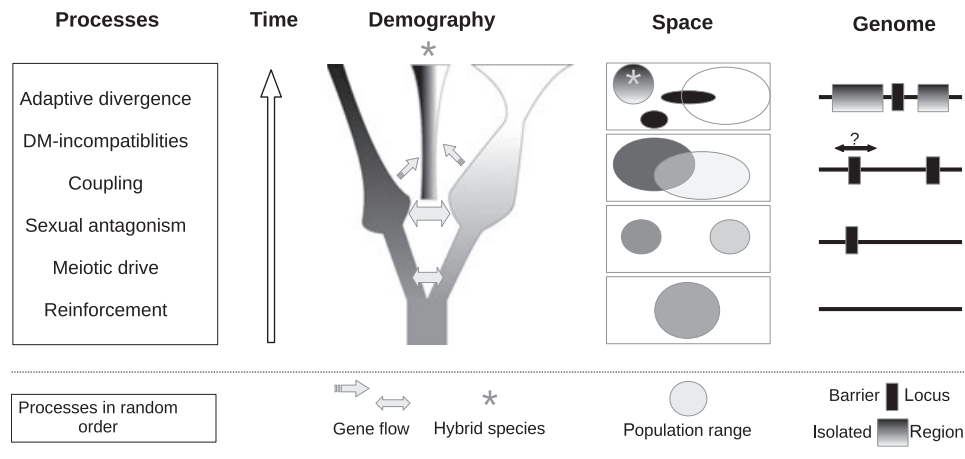 Processes
Time
Demography
Space
Genome
*
*
Adaptive divergence
DM-incompatiblities
Coupling
Sexual antagonism
Meiotic drive
Reinforcement
?
Processes in random
order
Gene flow
*
Hybrid species
Population range
Barrier Locus
Isolated Region